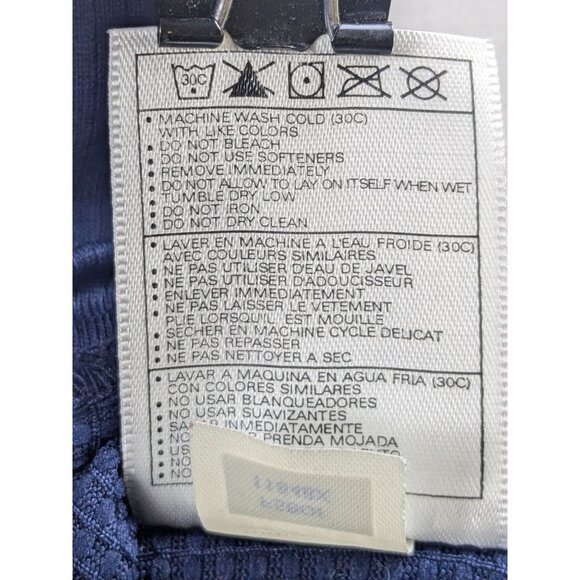 30C
• MACHINE WASH COLD (30C)
WITH LIKE COLORS
• DO NOT BLEACH
• DO NOT USE SOFTENERS
• REMOVE IMMEDIATELY
• DO NOT ALLOW TO LAY ON ITSELF WHEN WET
• TUMBLE DRY LOW
• DO NOT IRON
• DO NOT DRY CLEAN
• LAVER EN MACHINE A L'EAU FROIDE (30C)
AVEC COULEURS SIMILAIRES
• NE PAS UTILISER D'EAU DE JAVEL
• NE PAS UTILISER D'ADOUCISSEUR
• ENLEVER IMMEDIATEMENT
• NE PAS LAISSER LE VETEMENT
PLIE LORSQU'IL EST MOUILLE
• SECHER EN MACHINE CYCLE DELICAT
• NE PAS REPASSER
• NE PAS NETTOYER A SEC
• LAVAR A MAQUINA EN AGUA FRIA (30C)
CON COLORES SIMILARES
• NO USAR BLANQUEADORES
• NO USAR SUAVIZANTES
INMEDIATAMENTE
• NO PRENDA MOJADA
• NO
• NO